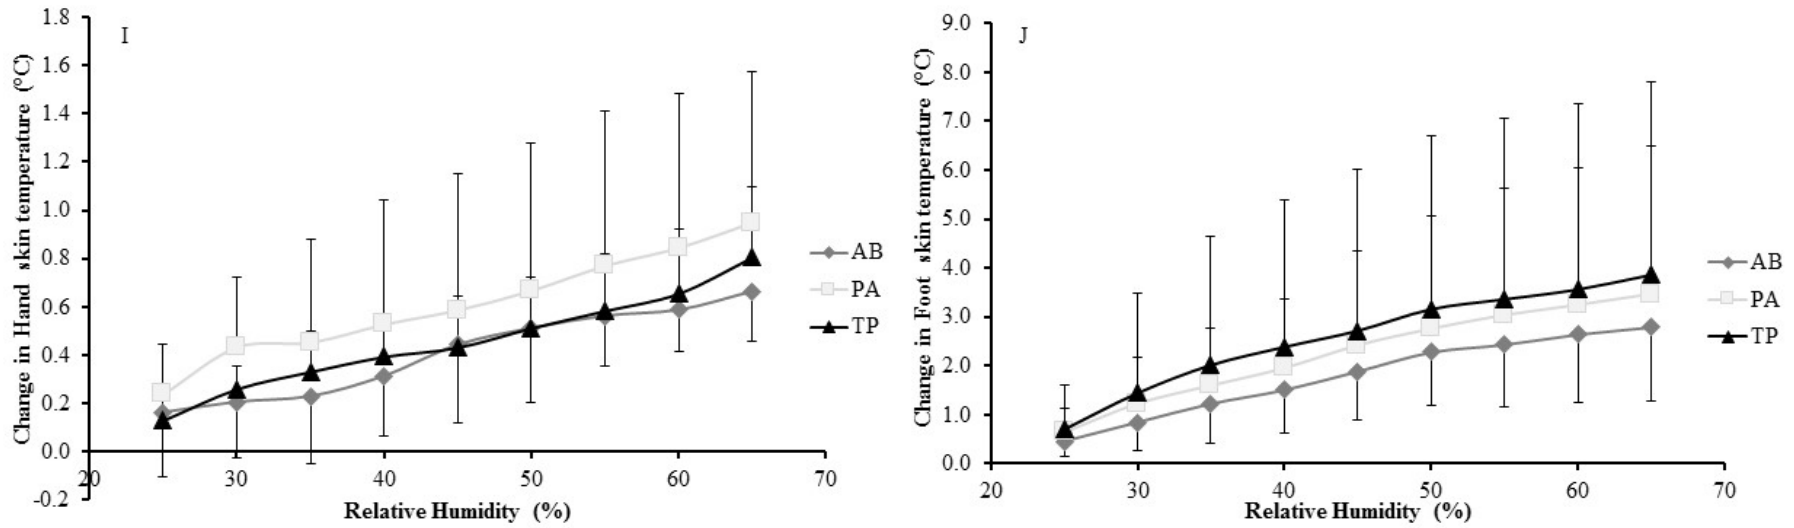 I
Change in Hand skin temperature (°C)
1.8
1.6
1.4
1.2
1.0
0.8
0.6
0.4
0.2
0.0
-0.2
20 30 40 50 60 70
Relative Humidity (%)
AB
PA
TP
J
Change in Foot skin temperature (°C)
9.0
8.0
7.0
6.0
5.0
4.0
3.0
2.0
1.0
0.0
20 30 40 50 60 70
Relative Humidity (%)
AB
PA
TP